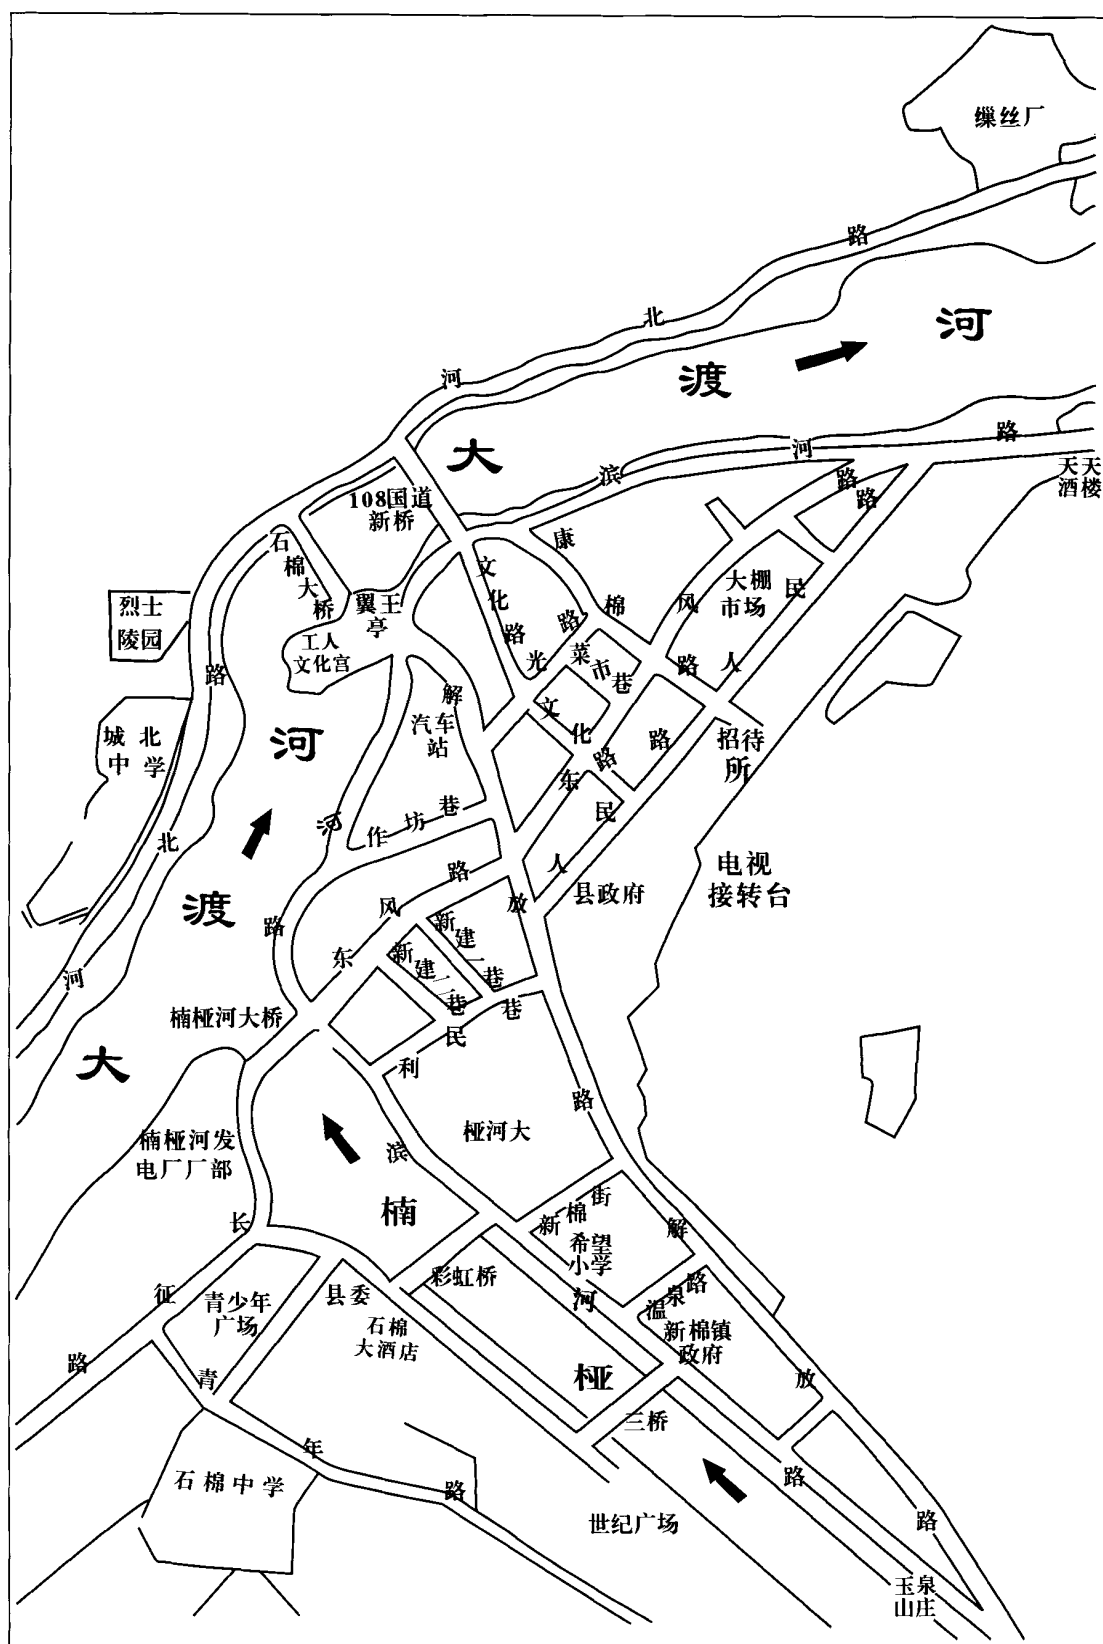 缫丝厂
河北路
大渡河
滨河路
天天
酒楼
108国道
新桥
石棉大桥
翼王
亭
工人
文化宫
烈士
陵园
城北
中学
文化路
康
棉
路
东
风
路
路
大棚
市场
人民路
光
路
菜市巷
文化路
招待
所
解
放
路
汽车
站
作坊巷
河
路
东风路
东
人民路
县政府
电视
接转台
新建一巷
新建二巷
利民巷
河北路
大渡河
楠桠河大桥
楠桠河发
电厂厂部
桠河大
滨
河
路
新棉街
希望
小学
解
放
路
温泉路
新棉镇
政府
彩虹桥
楠
桠
三桥
长征路
青少年
广场
县委
石棉
大酒店
青年路
石棉中学
世纪广场
玉泉
山庄